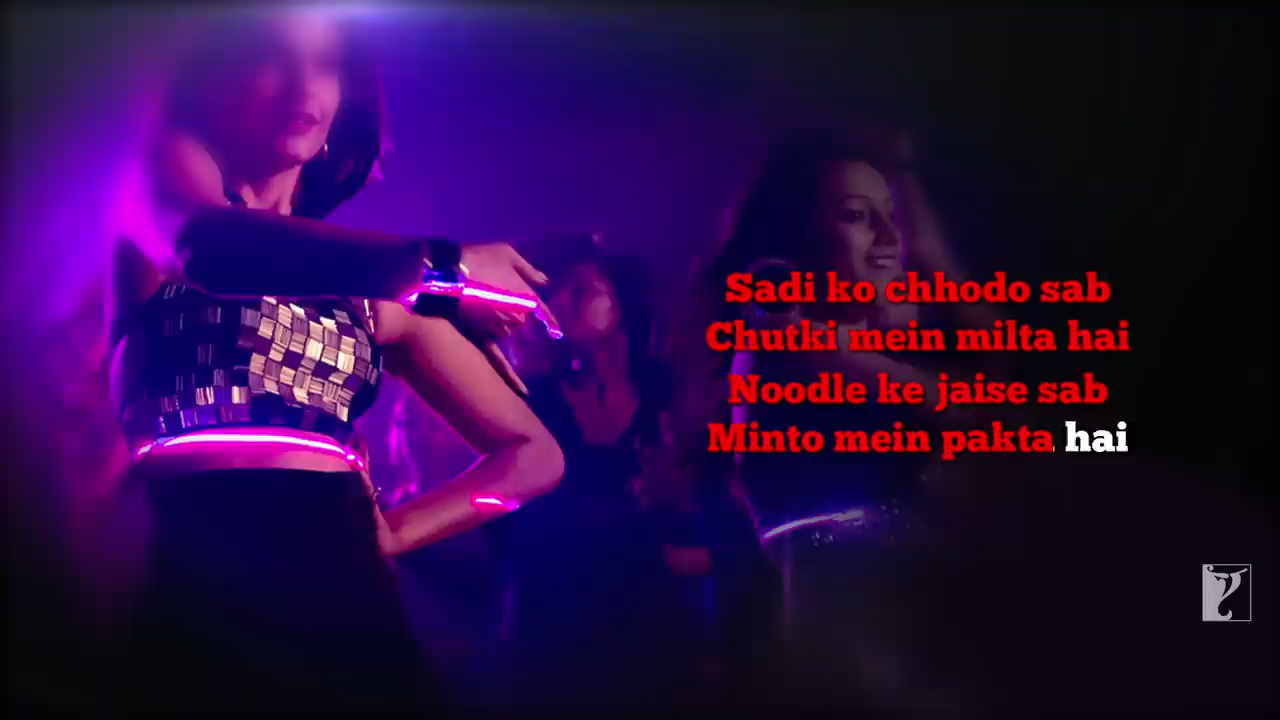 Sadi ko chhodo sab
Chutki mein milta hai
Noodle ke jaise sab
Minto mein pakta hai